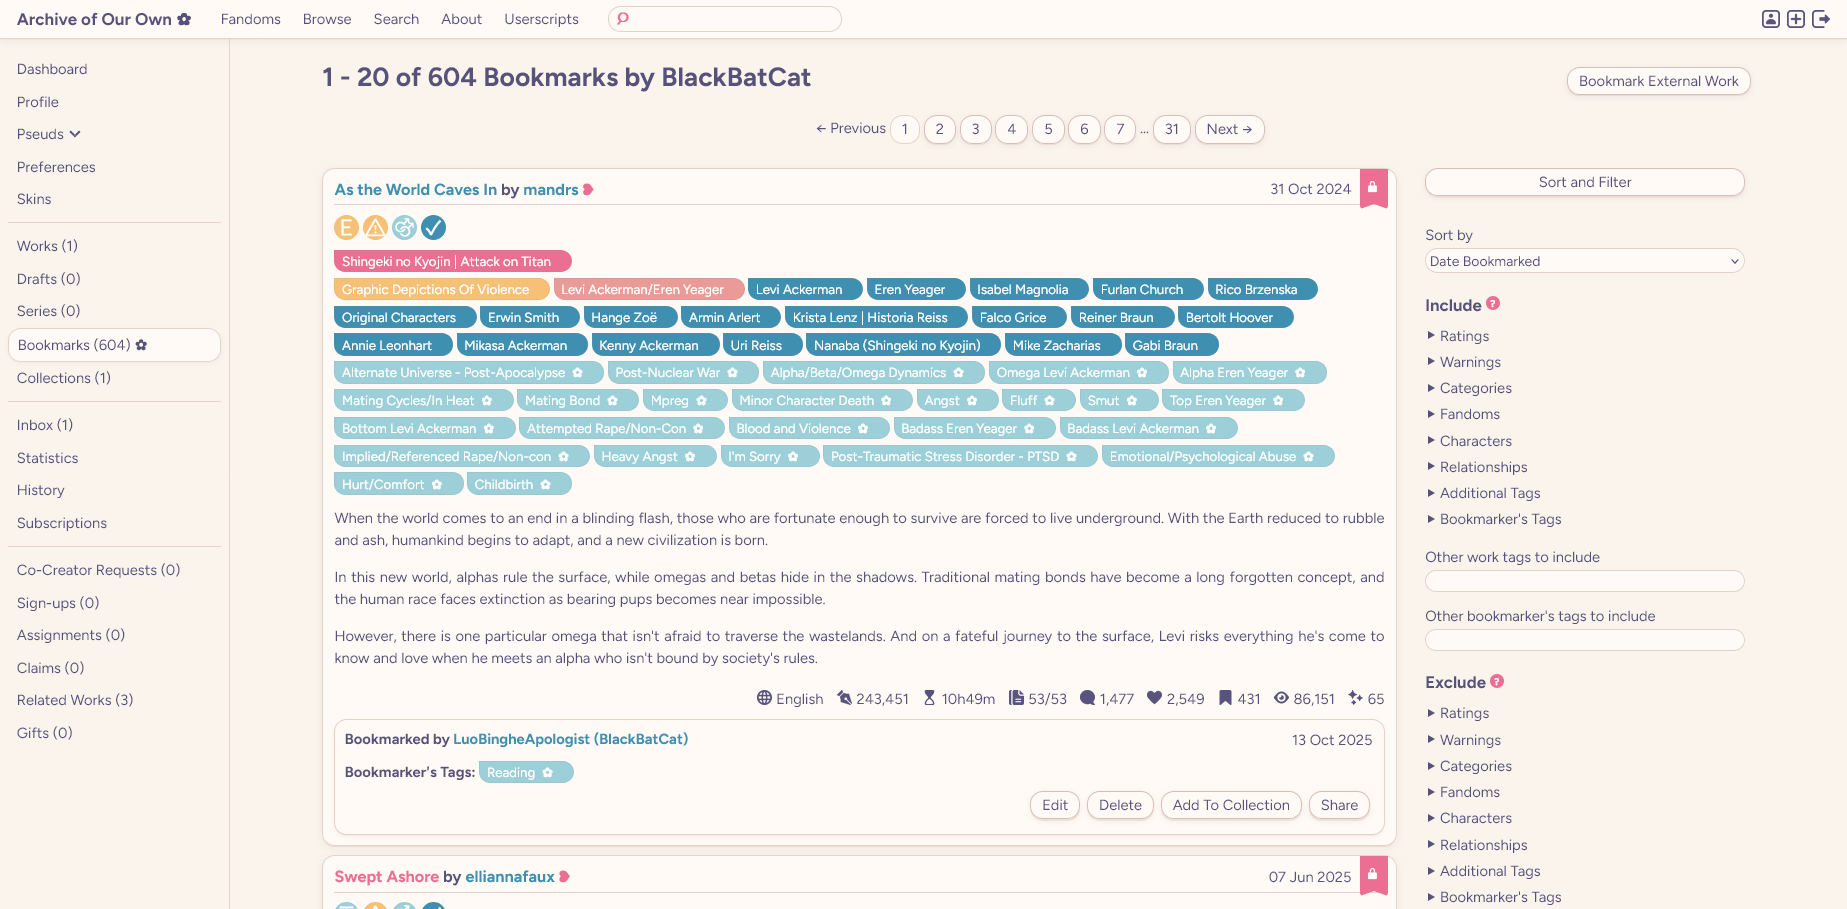 Archive of Our Own ✿
Fandoms Browse Search About Userscripts
Dashboard
Profile
Pseuds
Preferences
Skins
Works (1)
Drafts (0)
Series (0)
Bookmarks (604) ✿
Collections (1)
Inbox (1)
Statistics
History
Subscriptions
Co-Creator Requests (0)
Sign-ups (0)
Assignments (0)
Claims (0)
Related Works (3)
Gifts (0)
1 - 20 of 604 Bookmarks by BlackBatCat
Bookmark External Work
← Previous 1 2 3 4 5 6 7 ... 31 Next →
As the World Caves In by mandrs
31 Oct 2024
E
Shingeki no Kyojin | Attack on Titan
Graphic Depictions Of Violence Levi Ackerman/Eren Yeager Levi Ackerman Eren Yeager Isabel Magnolia Furlan Church Rico Brzenska
Original Characters Erwin Smith Hange Zoë Armin Arlert Krista Lenz | Historia Reiss Falco Grice Reiner Braun Bertolt Hoover
Annie Leonhart Mikasa Ackerman Kenny Ackerman Uri Reiss Nanaba (Shingeki no Kyojin) Mike Zacharias Gabi Braun
Alternate Universe - Post-Apocalypse ✿ Post-Nuclear War ✿ Alpha/Beta/Omega Dynamics ✿ Omega Levi Ackerman ✿ Alpha Eren Yeager ✿
Mating Cycles/In Heat ✿ Mating Bond ✿ Mpreg ✿ Minor Character Death ✿ Angst ✿ Fluff ✿ Smut ✿ Top Eren Yeager ✿
Bottom Levi Ackerman ✿ Attempted Rape/Non-Con ✿ Blood and Violence ✿ Badass Eren Yeager ✿ Badass Levi Ackerman ✿
Implied/Referenced Rape/Non-con ✿ Heavy Angst ✿ I'm Sorry ✿ Post-Traumatic Stress Disorder - PTSD ✿ Emotional/Psychological Abuse ✿
Hurt/Comfort ✿ Childbirth ✿
When the world comes to an end in a blinding flash, those who are fortunate enough to survive are forced to live underground. With the Earth reduced to rubble
and ash, humankind begins to adapt, and a new civilization is born.
In this new world, alphas rule the surface, while omegas and betas hide in the shadows. Traditional mating bonds have become a long forgotten concept, and
the human race faces extinction as bearing pups becomes near impossible.
However, there is one particular omega that isn't afraid to traverse the wastelands. And on a fateful journey to the surface, Levi risks everything he's come to
know and love when he meets an alpha who isn't bound by society's rules.
English 243,451 10h49m 53/53 1,477 2,549 431 86,151 65
Bookmarked by LuoBingheApologist (BlackBatCat)
13 Oct 2025
Bookmarker's Tags: Reading ✿
Edit Delete Add To Collection Share
Swept Ashore by elliannafaux
07 Jun 2025
Sort and Filter
Sort by
Date Bookmarked
Include ?
Ratings
Warnings
Categories
Fandoms
Characters
Relationships
Additional Tags
Bookmarker's Tags
Other work tags to include
Other bookmarker's tags to include
Exclude ?
Ratings
Warnings
Categories
Fandoms
Characters
Relationships
Additional Tags
Bookmarker's Tags